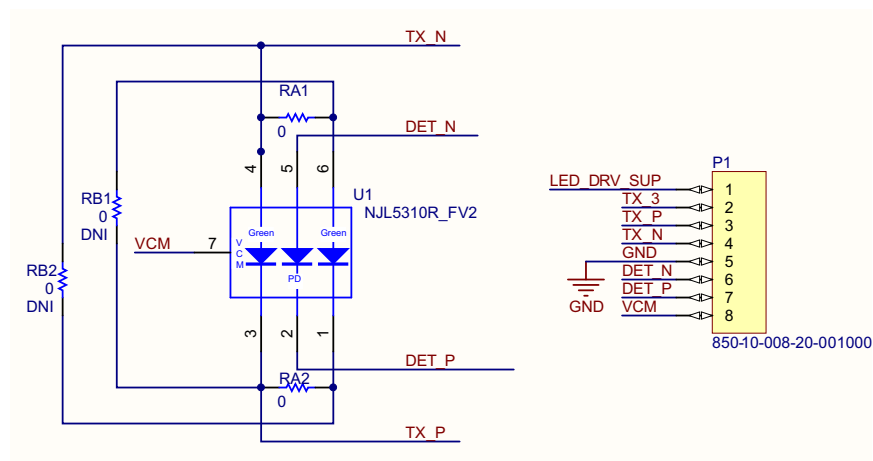 TX_N
RA1
0
DET_N
4
5
6
U1
NJL5310R_FV2
RB1
0
DNI
Green
Green
VCM
7
VCM
PD
RB2
0
DNI
3
2
1
DET_P
RA2
0
TX_P
P1
LED_DRV_SUP
1
TX_3
2
TX_P
3
TX_N
4
GND
5
DET_N
6
DET_P
7
VCM
8
GND
850-10-008-20-001000